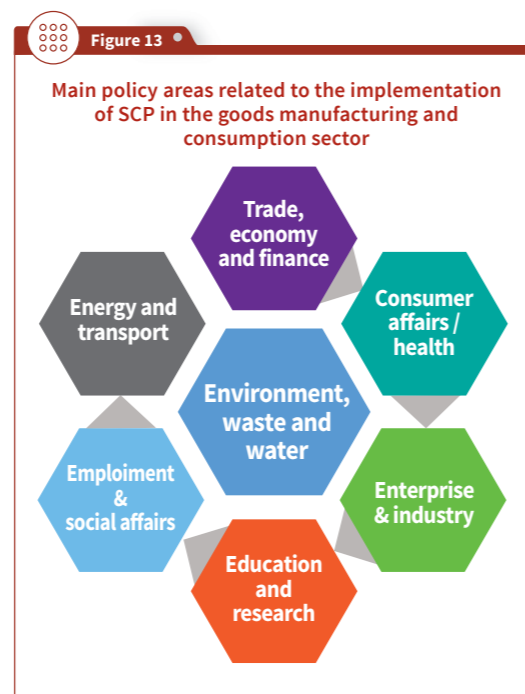 Figure 13
Main policy areas related to the implementation
of SCP in the goods manufacturing and
consumption sector
Trade,
economy
and finance
Consumer
affairs /
health
Enterprise
& industry
Education
and
research
Emploiment
&
social affairs
Energy and
transport
Environment,
waste and
water